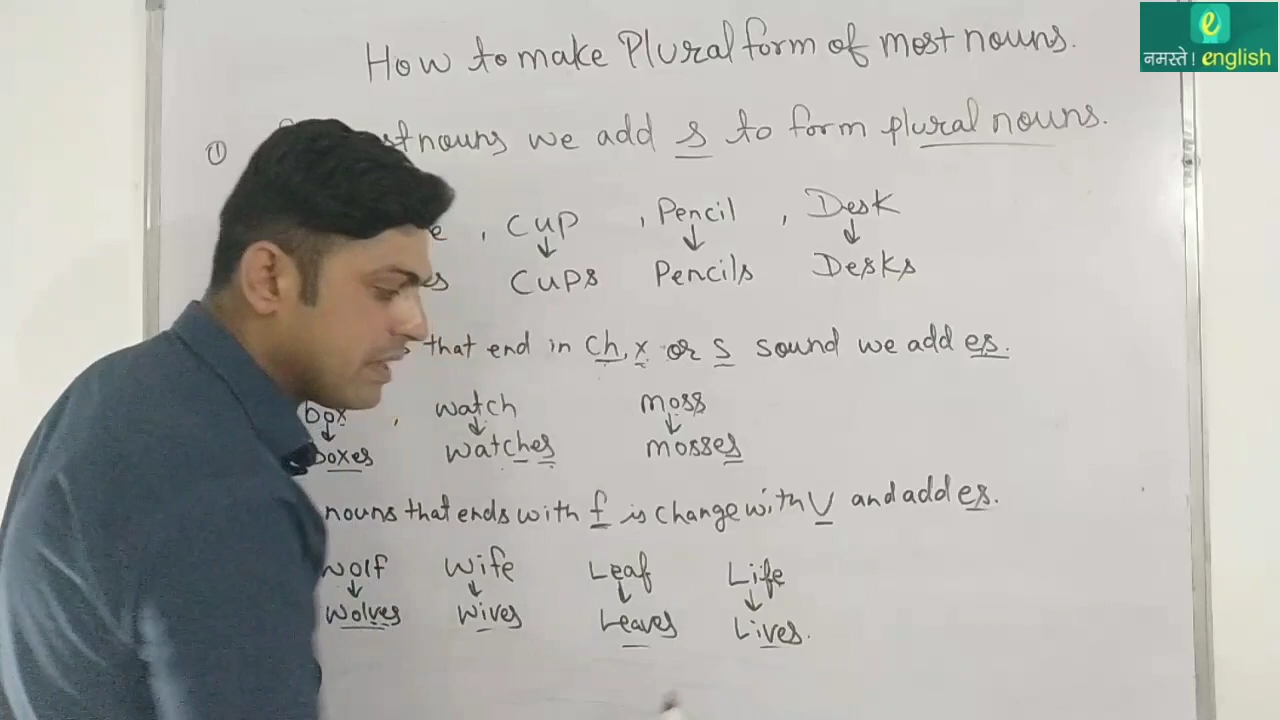 How to make Plural form of most nouns.
नमस्ते! english
① nouns we add s to form plural nouns.
, Cup , Pencil , Desk
Cups Pencils Desks
that end in ch, x or s sound we add es.
box , watch moss
boxes watches mosses
nouns that ends with f is change with V and add es.
wolf wife Leaf Life
wolves wives Leaves Lives.